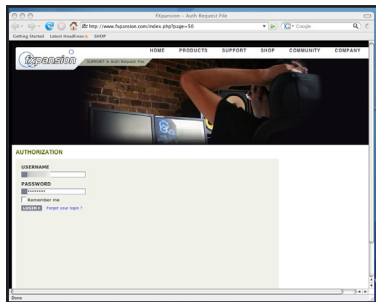 FXpansion - Auth Request File
http://www.fxpansion.com/index.php?page=50
Google
Getting Started Latest Headlines SHOP
HOME PRODUCTS SUPPORT SHOP COMMUNITY COMPANY
fxpansion
SUPPORT > Auth Request File
AUTHORIZATION
USERNAME
PASSWORD
********
Remember me
LOGIN Forgot your login ?
Done